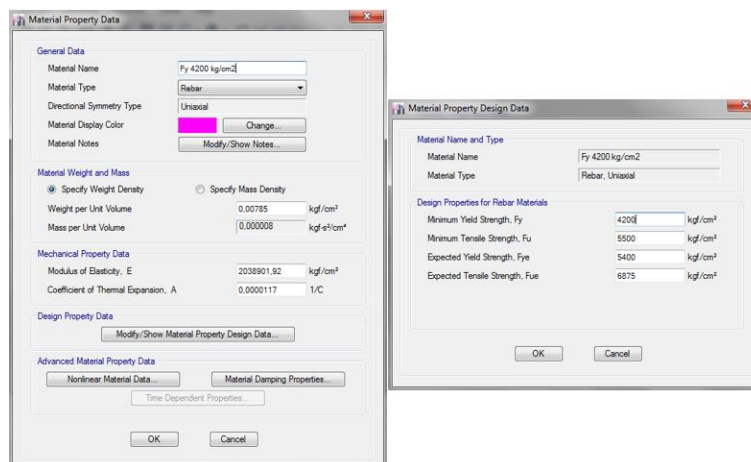 Material Property Data
General Data
Material Name Fy 4200 kg/cm2
Material Type Rebar
Directional Symmetry Type Uniaxial
Material Display Color Change...
Material Notes Modify/Show Notes...
Material Weight and Mass
Specify Weight Density Specify Mass Density
Weight per Unit Volume 0,00785 kgf/cm³
Mass per Unit Volume 0,000008 kgf-s²/cm⁴
Mechanical Property Data
Modulus of Elasticity, E 2038901,92 kgf/cm²
Coefficient of Thermal Expansion, A 0,0000117 1/C
Design Property Data
Modify/Show Material Property Design Data...
Advanced Material Property Data
Nonlinear Material Data... Material Damping Properties...
Time Dependent Properties...
OK Cancel
Material Property Design Data
Material Name and Type
Material Name Fy 4200 kg/cm2
Material Type Rebar, Uniaxial
Design Properties for Rebar Materials
Minimum Yield Strength, Fy 4200 kgf/cm²
Minimum Tensile Strength, Fu 5500 kgf/cm²
Expected Yield Strength, Fye 5400 kgf/cm²
Expected Tensile Strength, Fue 6875 kgf/cm²
OK Cancel